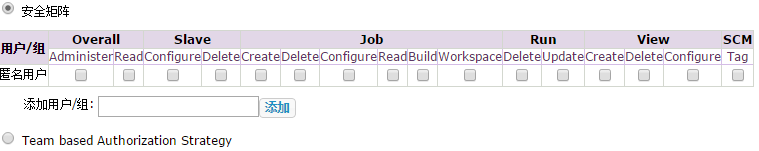 安全矩阵
用户/组 Overall Slave Job Run View SCM
Administer Read Configure Delete Create Delete Configure Read Build Workspace Delete Update Create Delete Configure Tag
匿名用户
添加用户/组: 添加
Team based Authorization Strategy